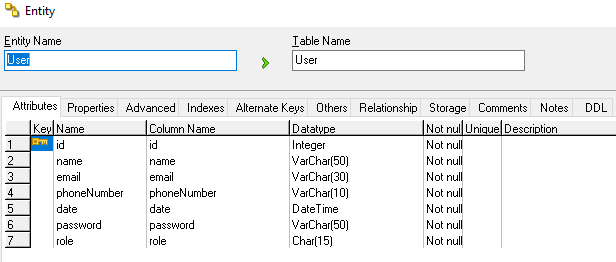 Entity
Entity Name
Table Name
User
User
Attributes Properties Advanced Indexes Alternate Keys Others Relationship Storage Comments Notes DDL
Key Name Column Name Datatype Not nul Unique Description
1 id id Integer Not null
2 name name VarChar(50) Not null
3 email email VarChar(30) Not null
4 phoneNumber phoneNumber VarChar(10) Not null
5 date date DateTime Not null
6 password password VarChar(50) Not null
7 role role Char(15) Not null